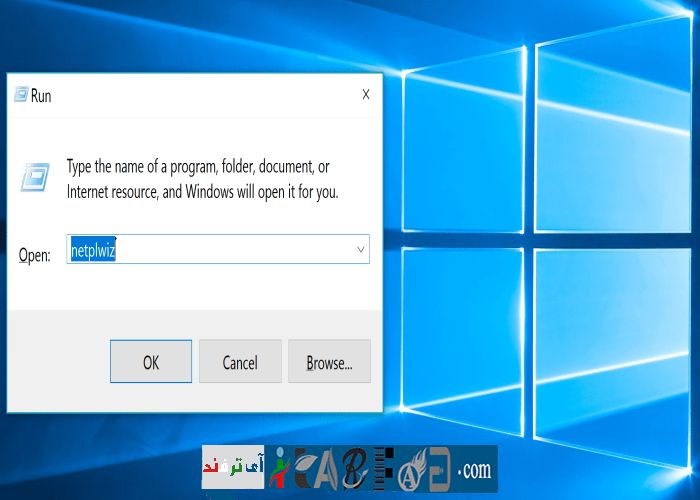 Run
X
Type the name of a program, folder, document, or
Internet resource, and Windows will open it for you.
Open: netplwiz
OK Cancel Browse...
آی ترفند .com